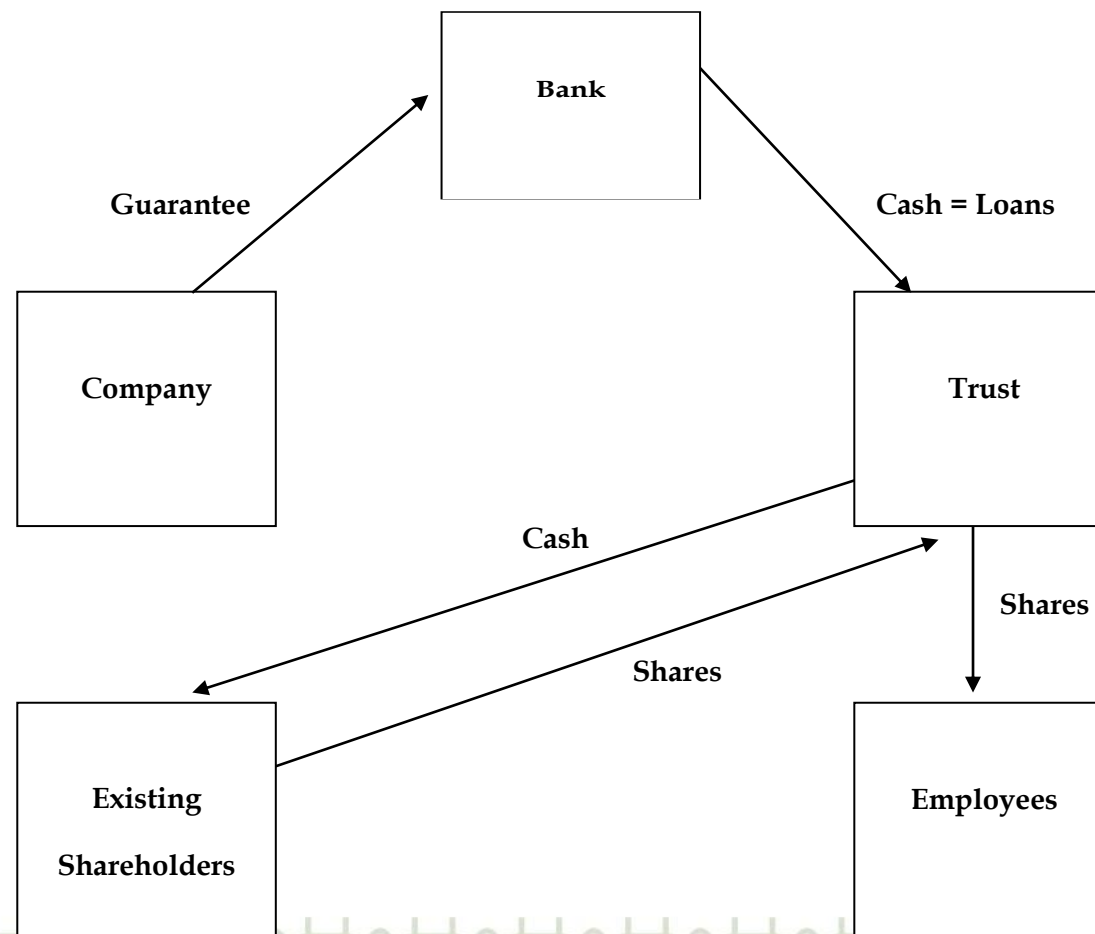 Bank
Guarantee
Cash = Loans
Company
Trust
Cash
Shares
Shares
Existing
Shareholders
Employees